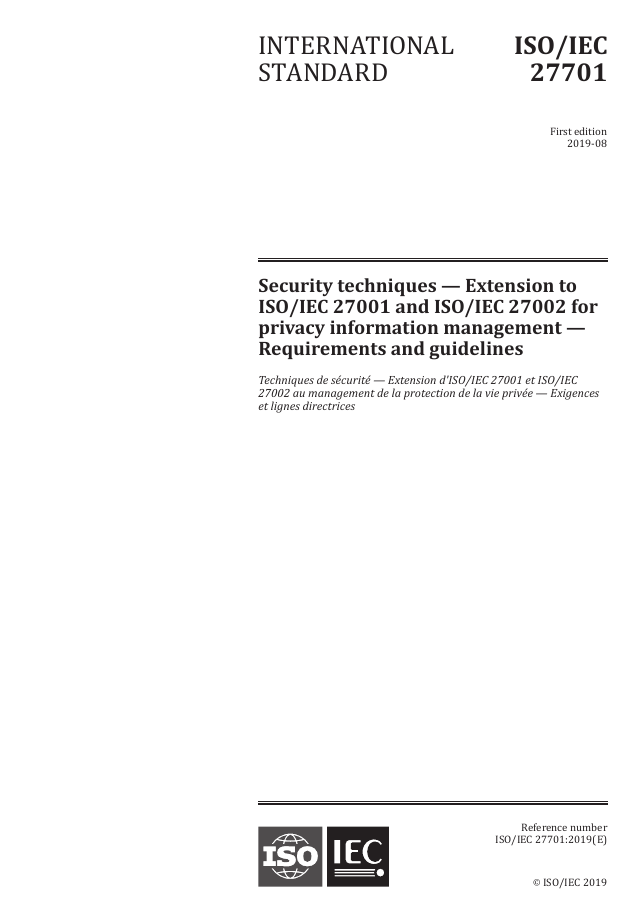 INTERNATIONAL
STANDARD
ISO/IEC
27701
First edition
2019-08
Security techniques — Extension to
ISO/IEC 27001 and ISO/IEC 27002 for
privacy information management —
Requirements and guidelines
Techniques de sécurité — Extension d'ISO/IEC 27001 et ISO/IEC
27002 au management de la protection de la vie privée — Exigences
et lignes directrices
ISO
IEC
Reference number
ISO/IEC 27701:2019(E)
© ISO/IEC 2019